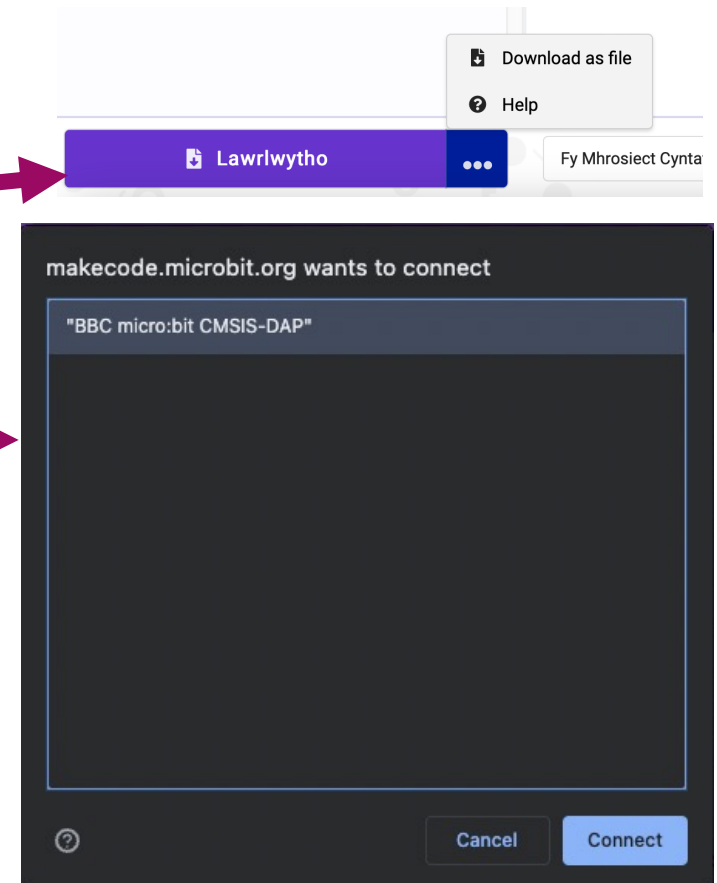 Download as file
Help
Lawrlwytho
Fy Mhrosiect Cynta
makecode.microbit.org wants to connect
"BBC micro:bit CMSIS-DAP"
Cancel
Connect